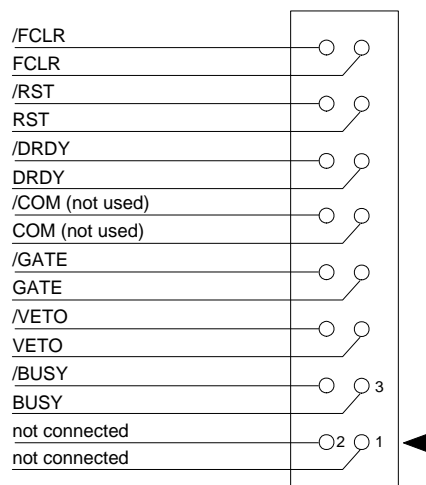 /FCLR
FCLR
/RST
RST
/DRDY
DRDY
/COM (not used)
COM (not used)
/GATE
GATE
/VETO
VETO
/BUSY
3
BUSY
not connected
2 1
not connected